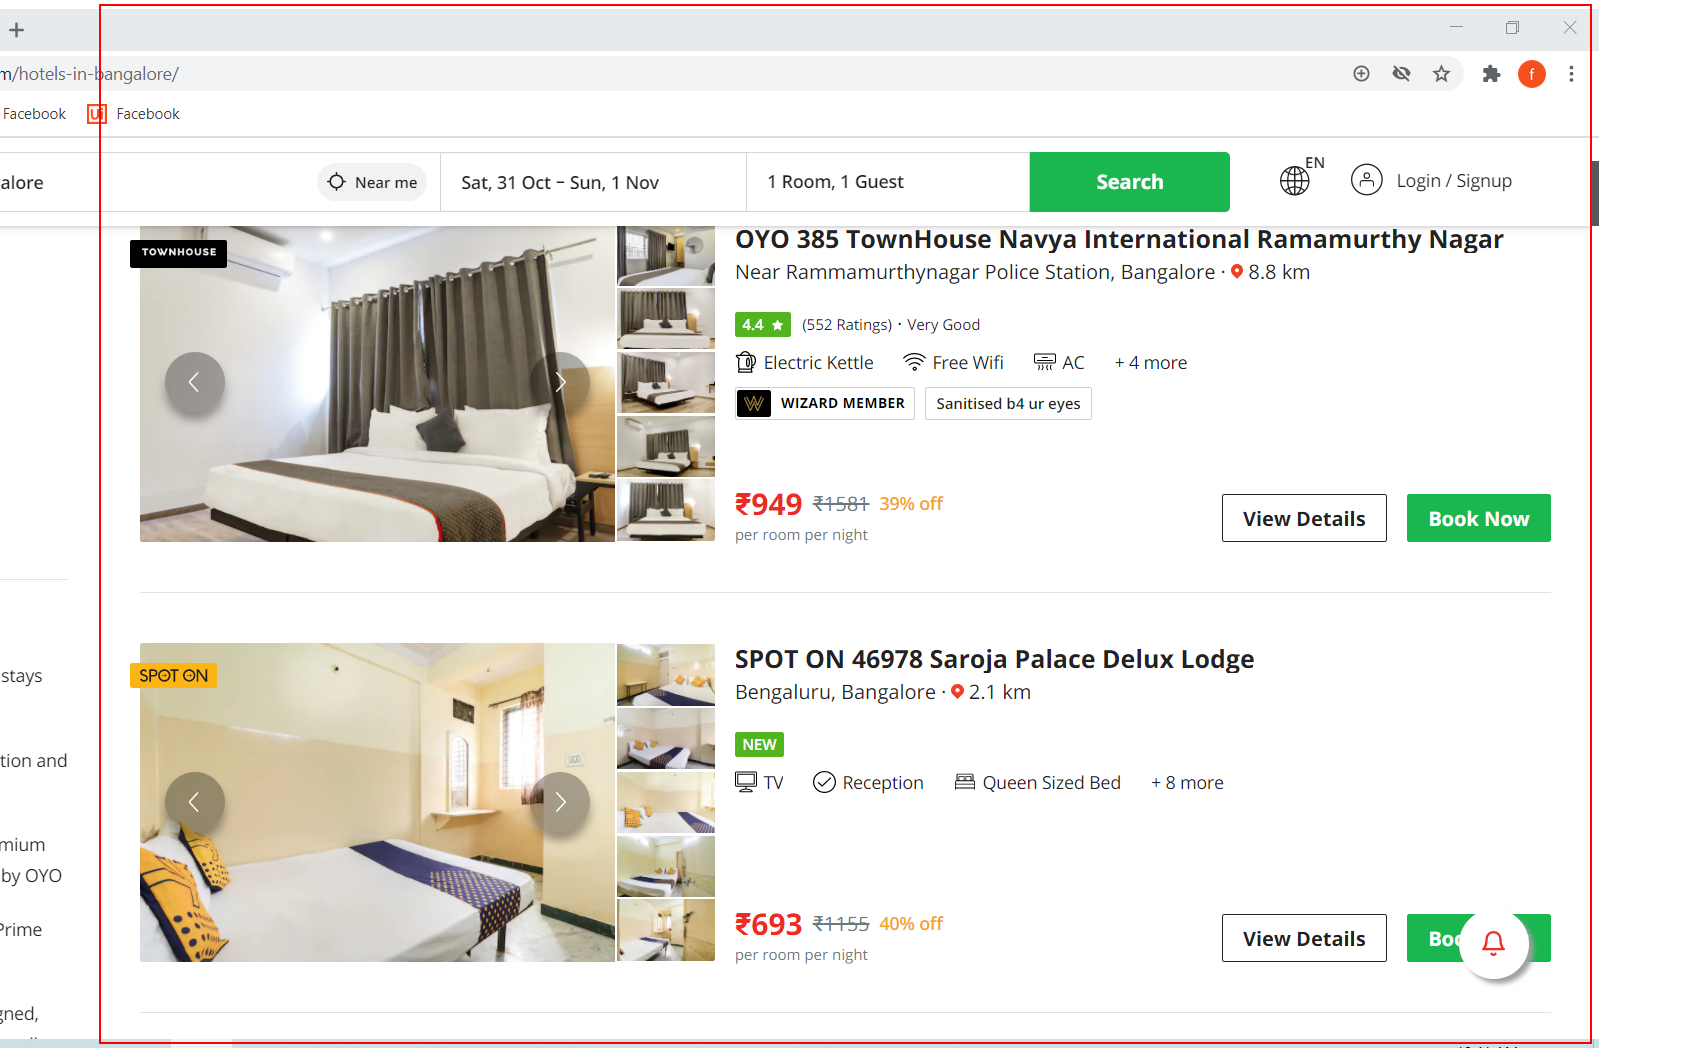 m/hotels-in-bangalore/
Facebook
Ui
Facebook
alore
Near me
Sat, 31 Oct – Sun, 1 Nov
1 Room, 1 Guest
Search
EN
Login / Signup
TOWNHOUSE
OYO 385 TownHouse Navya International Ramamurthy Nagar
Near Rammamurthynagar Police Station, Bangalore · 8.8 km
4.4 ★ (552 Ratings) · Very Good
Electric Kettle
Free Wifi
AC
+ 4 more
W WIZARD MEMBER
Sanitised b4 ur eyes
₹949 ₹1581 39% off
per room per night
View Details
Book Now
stays
tion and
mium
by OYO
Prime
gned,
SPOT ON
SPOT ON 46978 Saroja Palace Delux Lodge
Bengaluru, Bangalore · 2.1 km
NEW
TV
Reception
Queen Sized Bed
+ 8 more
₹693 ₹1155 40% off
per room per night
View Details
f